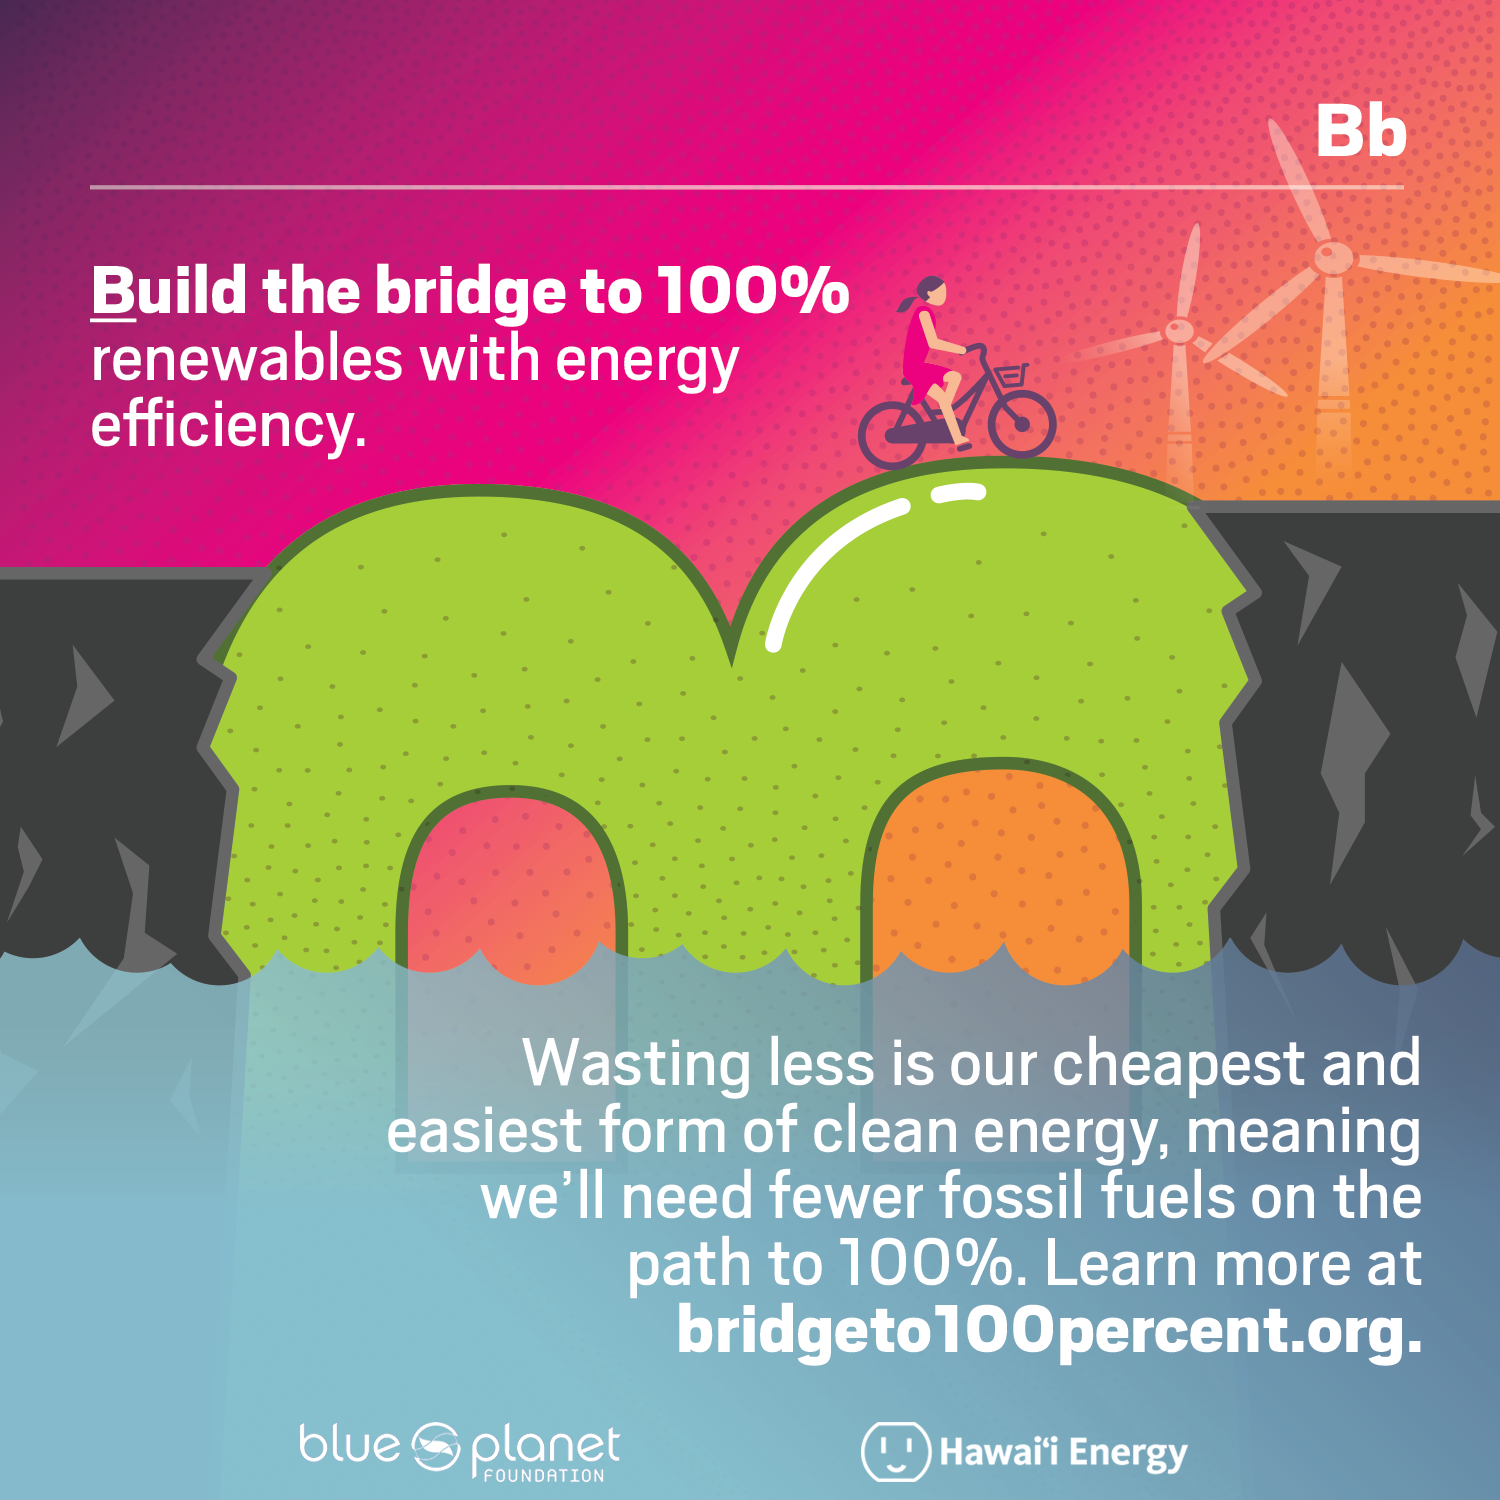 Bb
Build the bridge to 100%
renewables with energy
efficiency.
Wasting less is our cheapest and
easiest form of clean energy, meaning
we'll need fewer fossil fuels on the
path to 100%. Learn more at
bridgeto100percent.org.
blue planet
FOUNDATION
Hawai‘i Energy